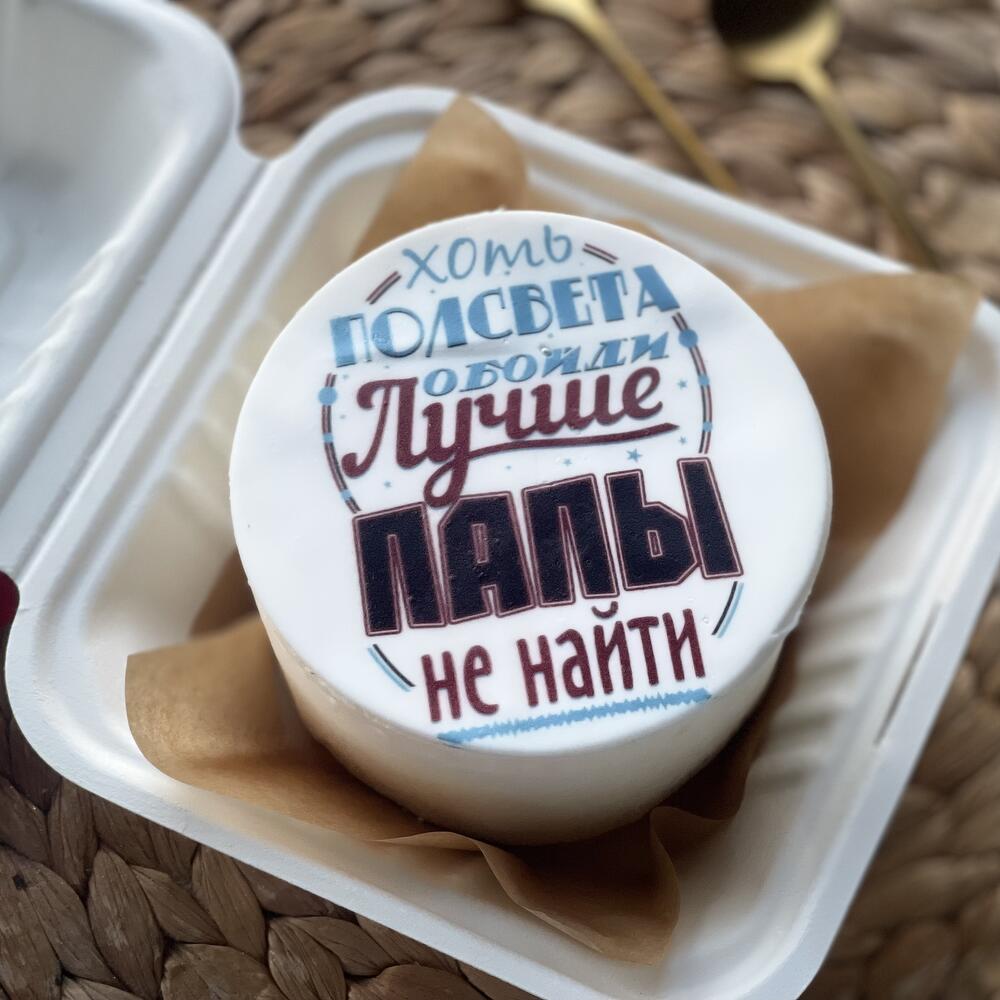 хоть
ПОЛСВЕТА
ОБОЙДИ
Лучше
ПАПЫ
не найти